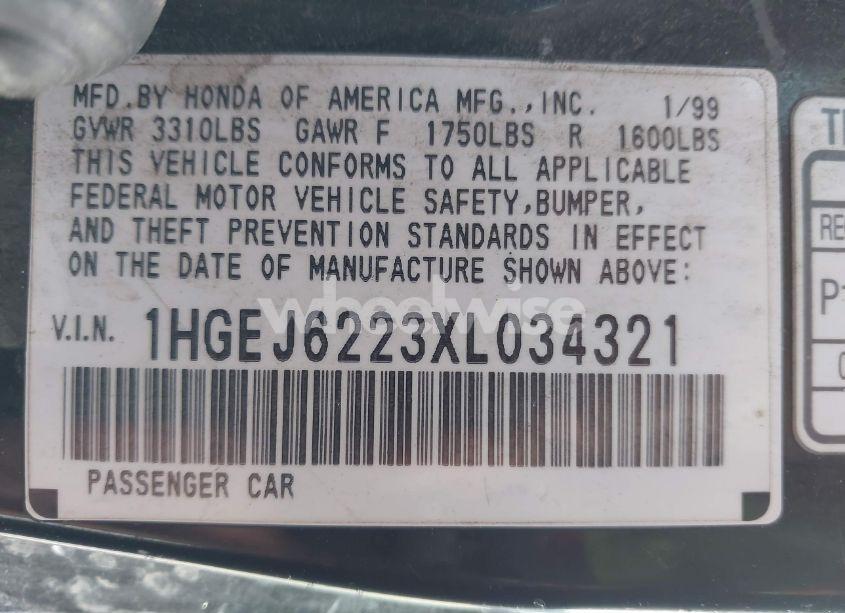 MFD.BY HONDA OF AMERICA MFG.,INC. 1/99
GVWR 3310LBS GAWR F 1750LBS R 1600LBS
THIS VEHICLE CONFORMS TO ALL APPLICABLE
FEDERAL MOTOR VEHICLE SAFETY,BUMPER,
AND THEFT PREVENTION STANDARDS IN EFFECT
ON THE DATE OF MANUFACTURE SHOWN ABOVE:
wheelwise
V.I.N. 1HGEJ6223XL034321
PASSENGER CAR